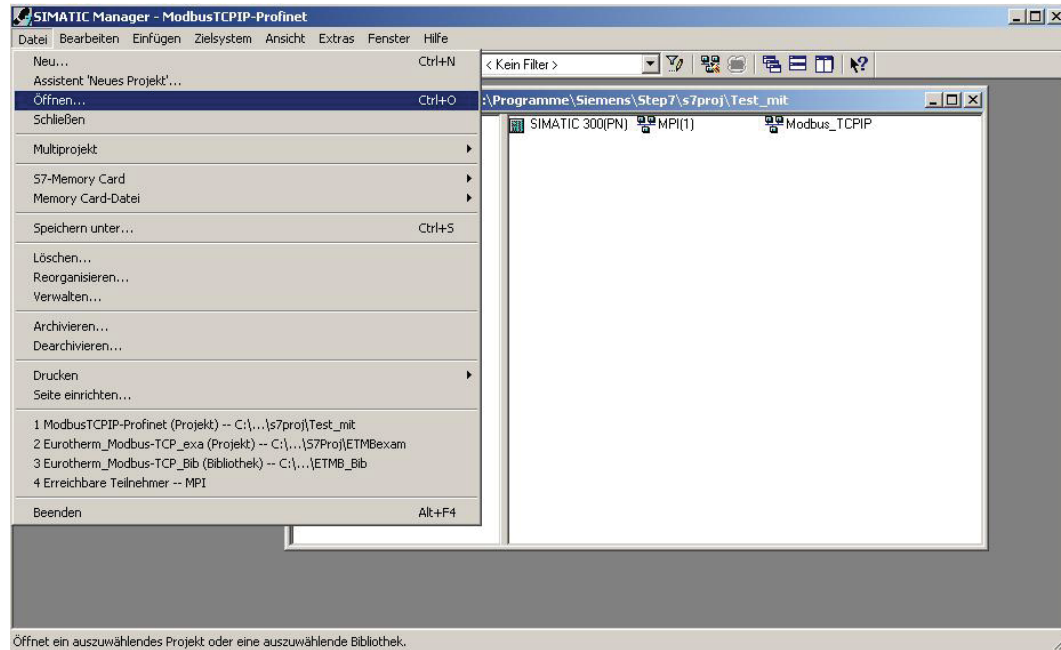 SIMATIC Manager - ModbusTCPIP-Profinet
Datei Bearbeiten Einfügen Zielsystem Ansicht Extras Fenster Hilfe
Neu... Ctrl+N
Assistent 'Neues Projekt'...
Öffnen... Ctrl+O
Schließen
Multiprojekt
S7-Memory Card
Memory Card-Datei
Speichern unter... Ctrl+S
Löschen...
Reorganisieren...
Verwalten...
Archivieren...
Dearchivieren...
Drucken
Seite einrichten...
1 ModbusTCPIP-Profinet (Projekt) -- C:\...\s7proj\Test_mit
2 Eurotherm_Modbus-TCP_exa (Projekt) -- C:\...\S7Proj\ETMBexam
3 Eurotherm_Modbus-TCP_Bib (Bibliothek) -- C:\...\ETMB_Bib
4 Erreichbare Teilnehmer -- MPI
Beenden Alt+F4
< Kein Filter >
:\Programme\Siemens\Step7\s7proj\Test_mit
SIMATIC 300(PN) MPI(1) Modbus_TCPIP
Öffnet ein auszuwählendes Projekt oder eine auszuwählende Bibliothek.